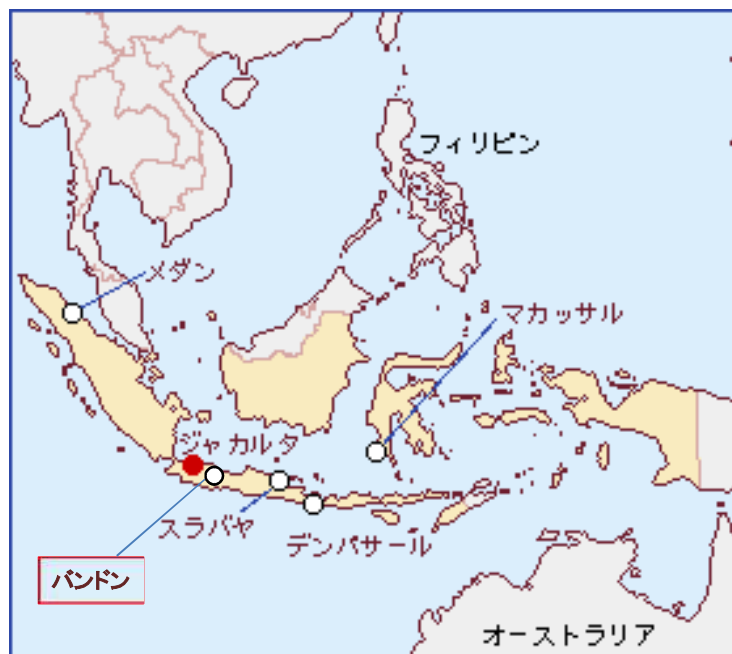 フィリピン
メダン
マカッサル
ジャカルタ
スラバヤ
デンパサール
バンドン
オーストラリア